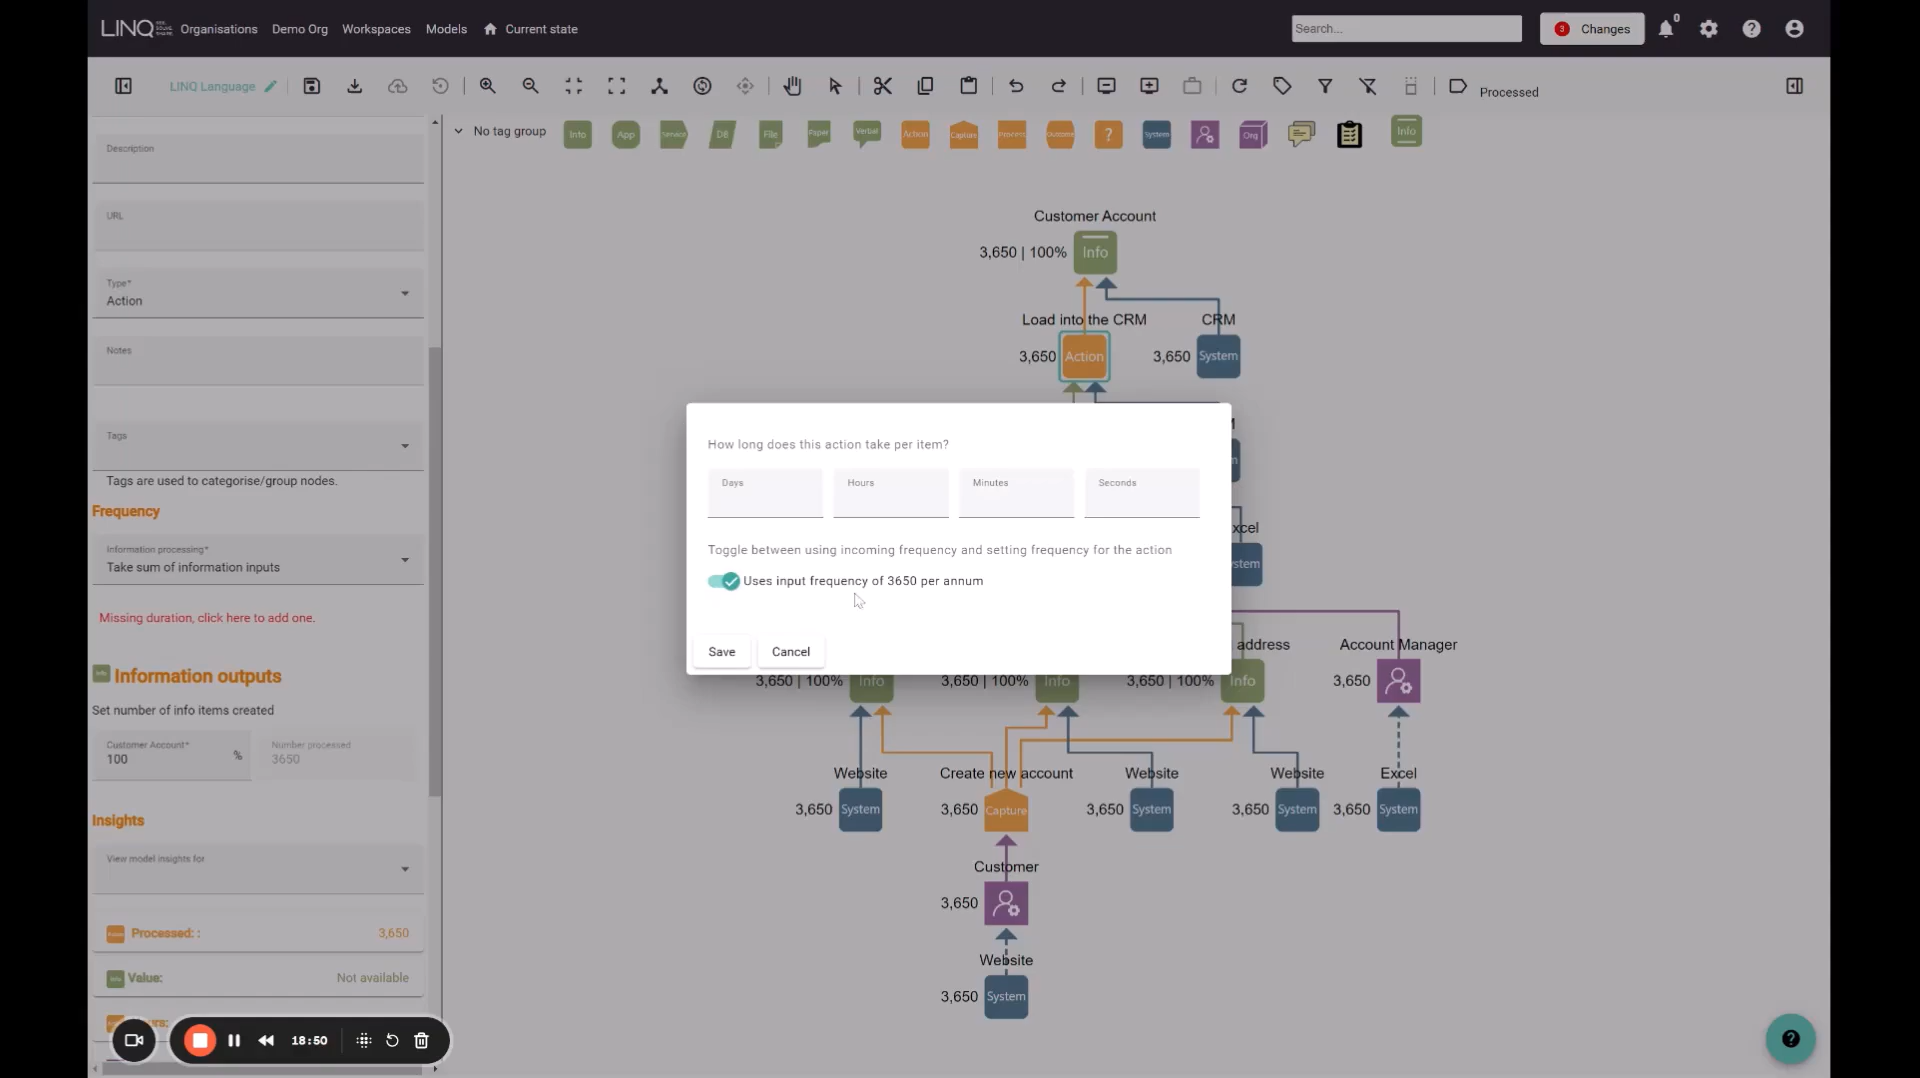 LINQ
Organisations
Demo Org
Workspaces
Models
Current state
Search...
3
Changes
0
LINQ Language
Processed
No tag group
Info
App
Service
DB
File
Paper
Verbal
Action
Capture
Process
Outcome
?
System
Org
Info
Description
URL
Type*
Action
Notes
Tags
Tags are used to categorise/group nodes.
Frequency
Information processing*
Take sum of information inputs
Missing duration, click here to add one.
Information outputs
Set number of info items created
Customer Account*
100
%
Number processed
3650
Insights
View model insights for
Processed: :
3,650
Value:
Not available
18:50
Customer Account
3,650 | 100%
Info
Load into the CRM
CRM
3,650
Action
3,650
System
How long does this action take per item?
Days
Hours
Minutes
Seconds
Toggle between using incoming frequency and setting frequency for the action
Uses input frequency of 3650 per annum
Save
Cancel
xcel
stem
address
Account Manager
3,650 | 100%
Info
3,650 | 100%
Info
3,650 | 100%
Info
3,650
Website
Create new account
Website
Website
Excel
3,650
System
3,650
Capture
3,650
System
3,650
System
3,650
System
Customer
3,650
Website
3,650
System